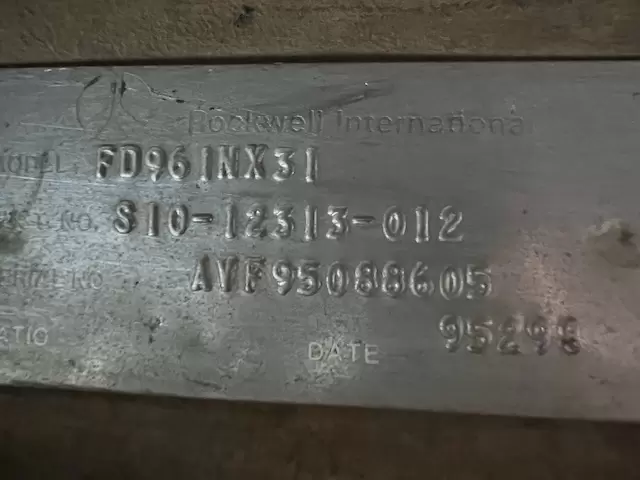 Rockwell International
MODEL. FD961NX31
NO. S10-12313-012
SERIAL NO AVF95088605
RATIO DATE 95298